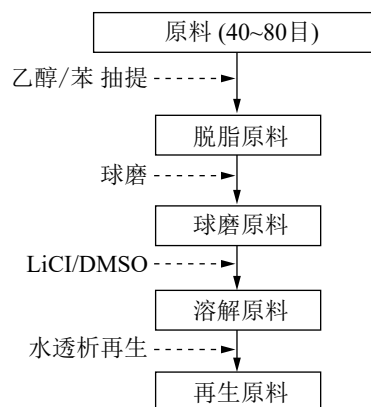 原料 (40~80目)
乙醇/苯 抽提
脱脂原料
球磨
球磨原料
LiCI/DMSO
溶解原料
水透析再生
再生原料